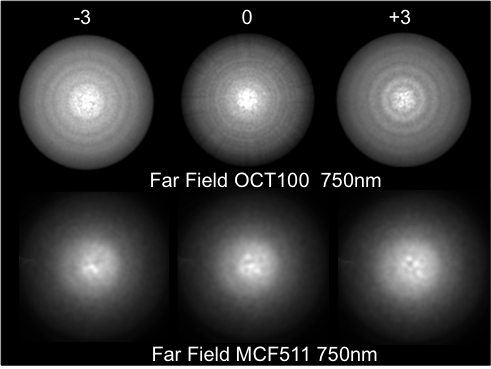 -3 0 +3
Far Field OCT100 750nm
Far Field MCF511 750nm